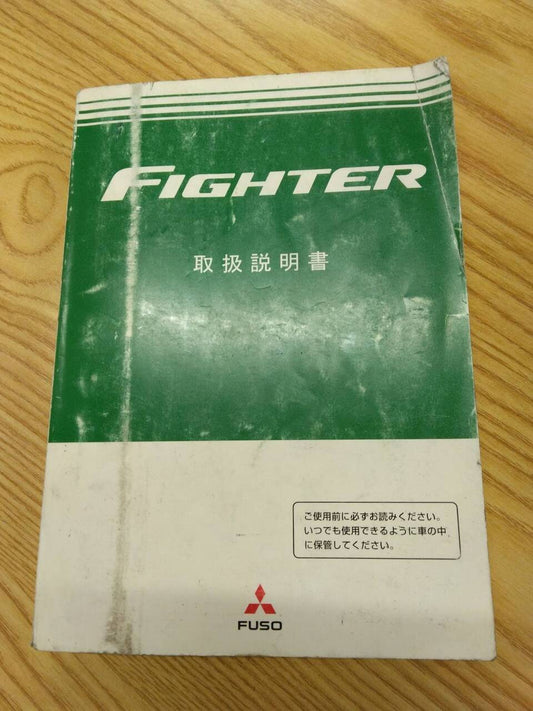 FIGHTER
取扱説明書
ご使用前に必ずお読みください。
いつでも使用できるように車の中
に保管してください。
FUSO